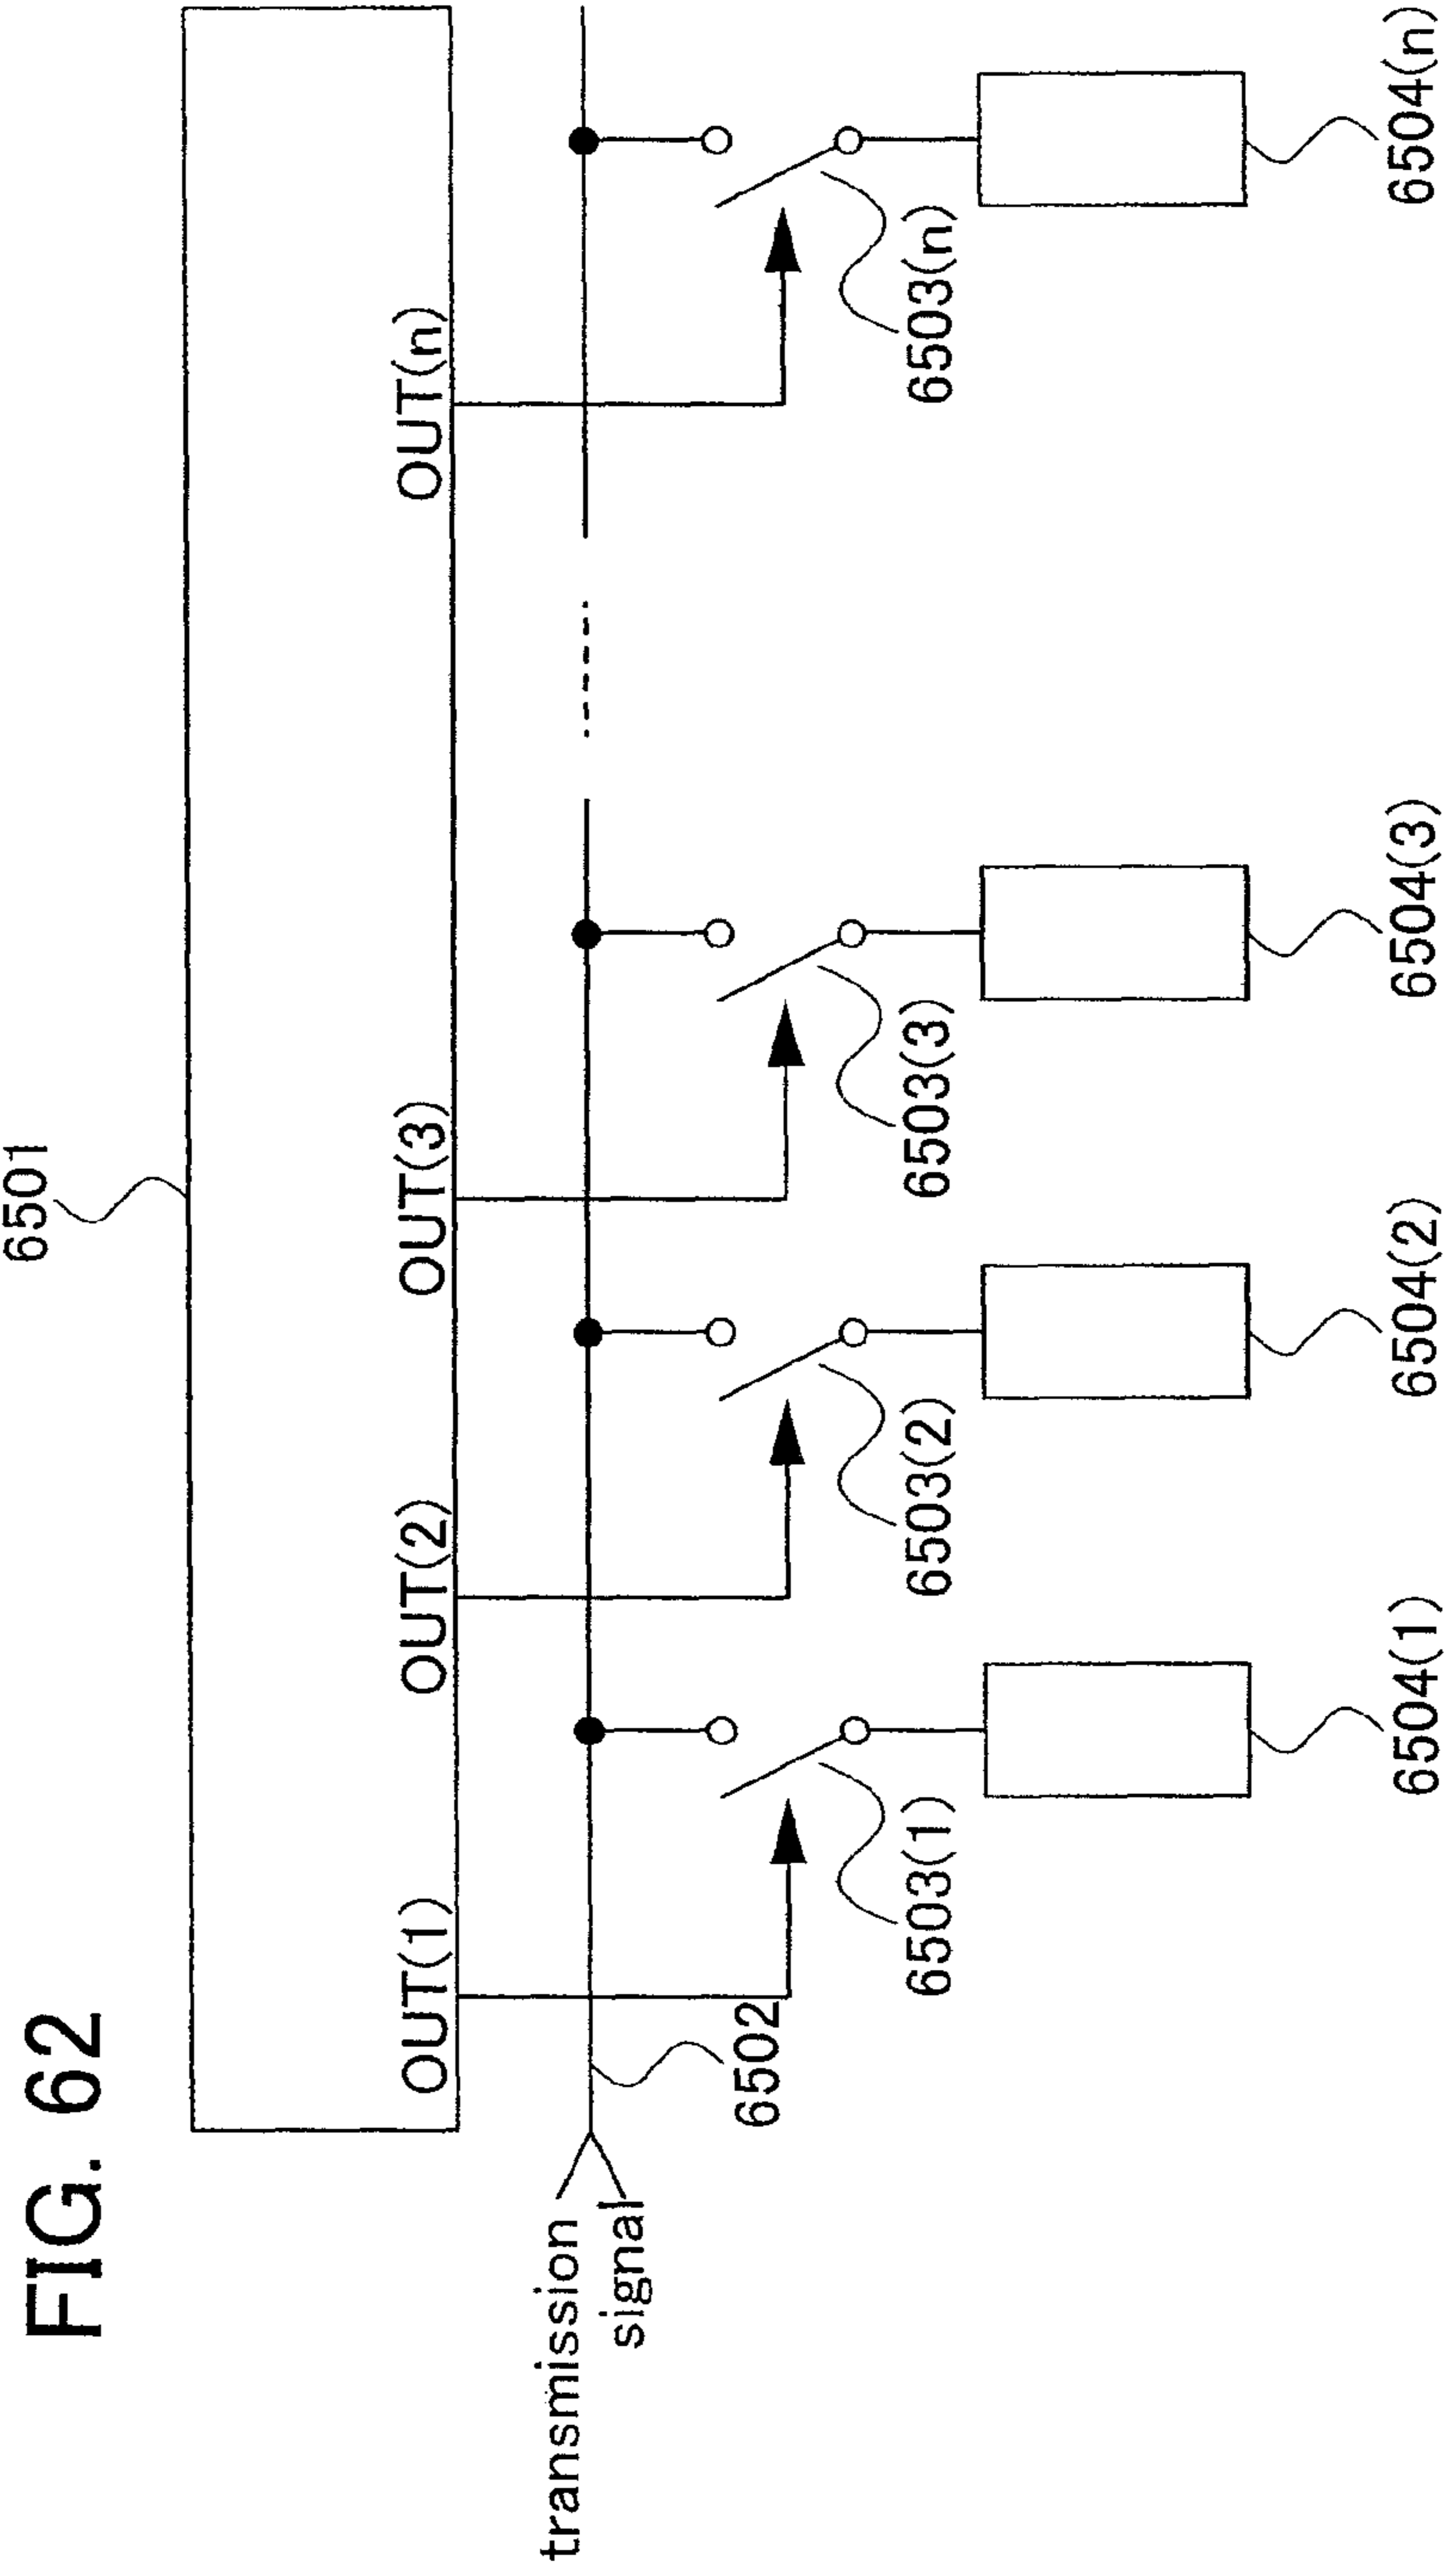 FIG. 62
6501
OUT(1)
OUT(2)
OUT(3)
OUT(n)
transmission
signal
6502
6503(1)
6503(2)
6503(3)
6503(n)
6504(1)
6504(2)
6504(3)
6504(n)